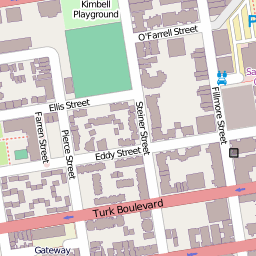 Kimbell
Playground
O'Farrell Street
P
Sa
Ellis Street
Steiner Street
Fillmore Street
Farren Street
Pierce Street
Eddy Street
Turk Boulevard
Gateway